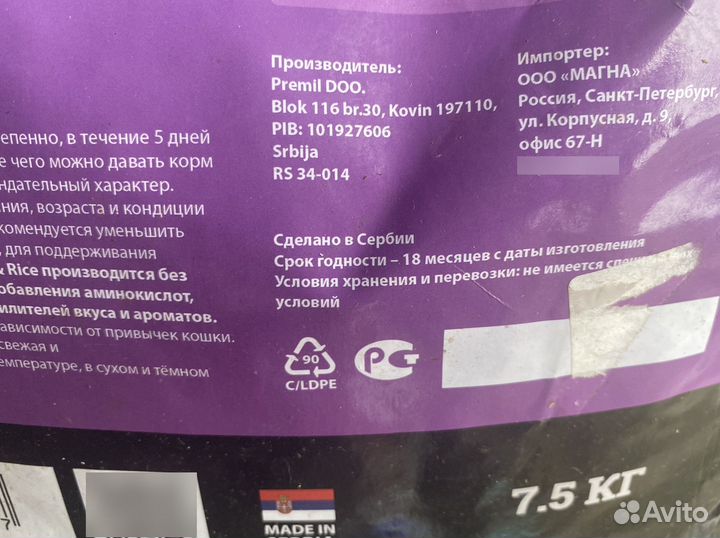 Производитель:
Premil DOO.
Blok 116 br.30, Kovin 197110,
PIB: 101927606
Srbija
RS 34-014
Импортер:
ООО «МАГНА»
Россия, Санкт-Петербург,
ул. Корпусная, д. 9,
офис 67-Н
епенно, в течение 5 дней
е чего можно давать корм
ндательный характер.
ания, возраста и кондиции
комендуется уменьшить
, для поддерживания
& Rice производится без
обавления аминокислот,
илителей вкуса и ароматов.
ависимости от привычек кошки.
свежая и
емпературе, в сухом и тёмном
Сделано в Сербии
Срок годности – 18 месяцев с даты изготовления
Условия хранения и перевозки: не имеется
условий
90
C/LDPE
РСТ
7
MADE IN
7.5 КГ
Avito